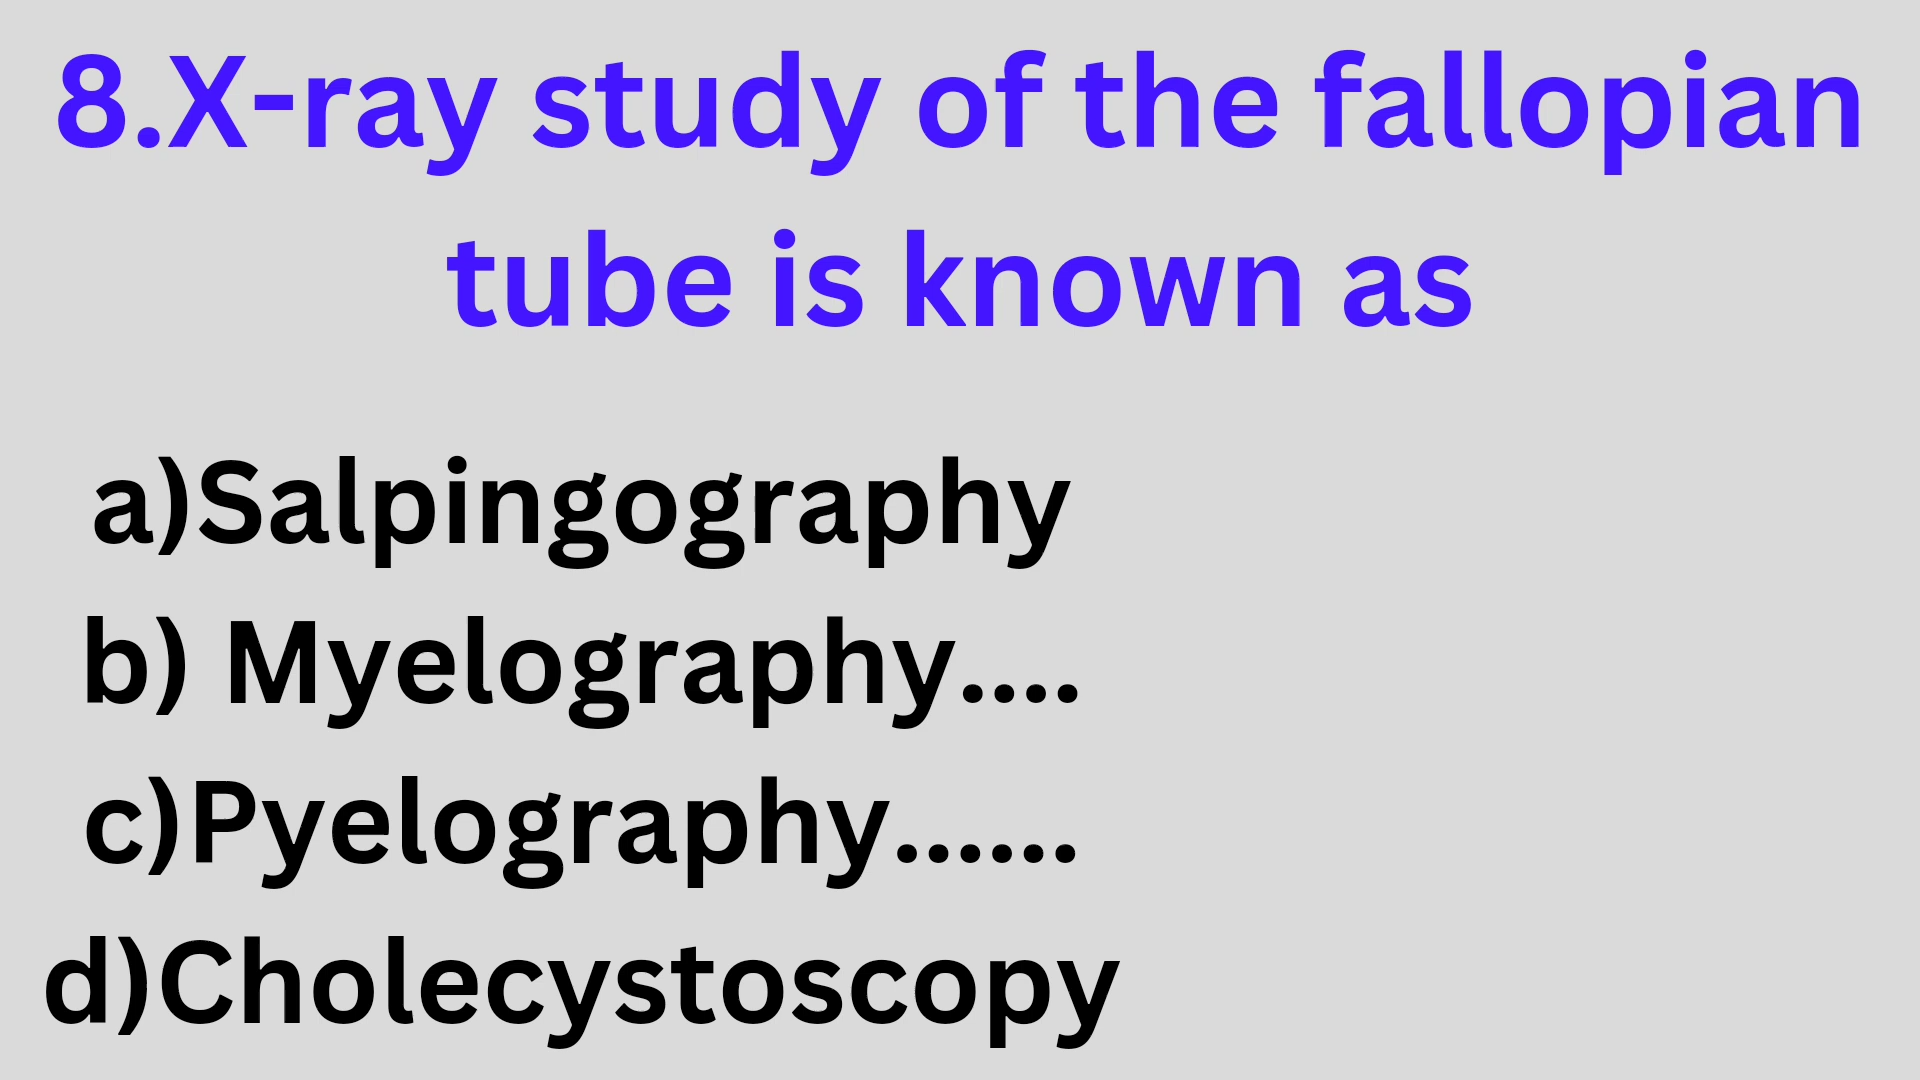 8.X-ray study of the fallopian
tube is known as
a)Salpingography
b) Myelography....
c)Pyelography......
d)Cholecystoscopy